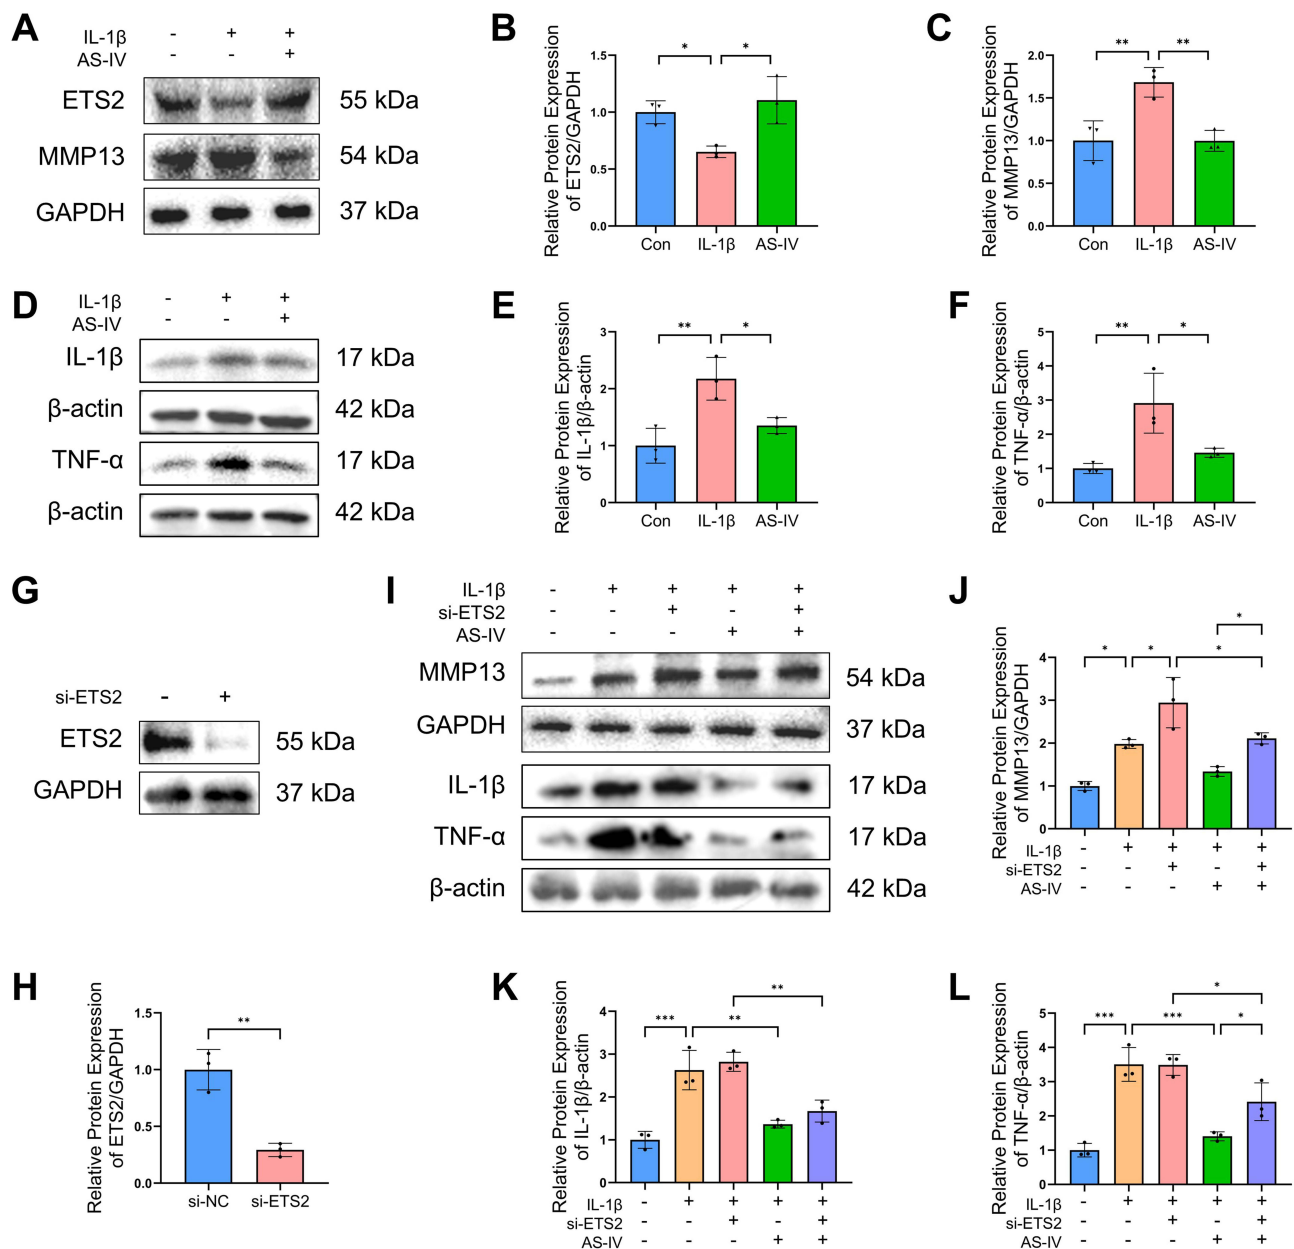 A
IL-1β - + +
AS-IV - - +
ETS2 55 kDa
MMP13 54 kDa
GAPDH 37 kDa
B
Relative Protein Expression
of ETS2/GAPDH
1.5
1.0
0.5
0.0
* *
Con IL-1β AS-IV
C
Relative Protein Expression
of MMP13/GAPDH
2.0
1.5
1.0
0.5
0.0
** **
Con IL-1β AS-IV
D
IL-1β - + +
AS-IV - - +
IL-1β 17 kDa
β-actin 42 kDa
TNF-α 17 kDa
β-actin 42 kDa
E
Relative Protein Expression
of IL-1β/β-actin
3
2
1
0
** *
Con IL-1β AS-IV
F
Relative Protein Expression
of TNF-α/β-actin
5
4
3
2
1
0
** *
Con IL-1β AS-IV
G
si-ETS2 - +
ETS2 55 kDa
GAPDH 37 kDa
H
Relative Protein Expression
of ETS2/GAPDH
1.5
1.0
0.5
0.0
**
si-NC si-ETS2
I
IL-1β - + + + +
si-ETS2 - - + - +
AS-IV - - - + +
MMP13 54 kDa
GAPDH 37 kDa
IL-1β 17 kDa
TNF-α 17 kDa
β-actin 42 kDa
J
Relative Protein Expression
of MMP13/GAPDH
4
3
2
1
0
*
* * *
IL-1β - + + + +
si-ETS2 - - + - +
AS-IV - - - + +
K
Relative Protein Expression
of IL-1β/β-actin
4
3
2
1
0
**
*** **
IL-1β - + + + +
si-ETS2 - - + - +
AS-IV - - - + +
L
Relative Protein Expression
of TNF-α/β-actin
5
4
3
2
1
0
*
*** *** *
IL-1β - + + + +
si-ETS2 - - + - +
AS-IV - - - + +